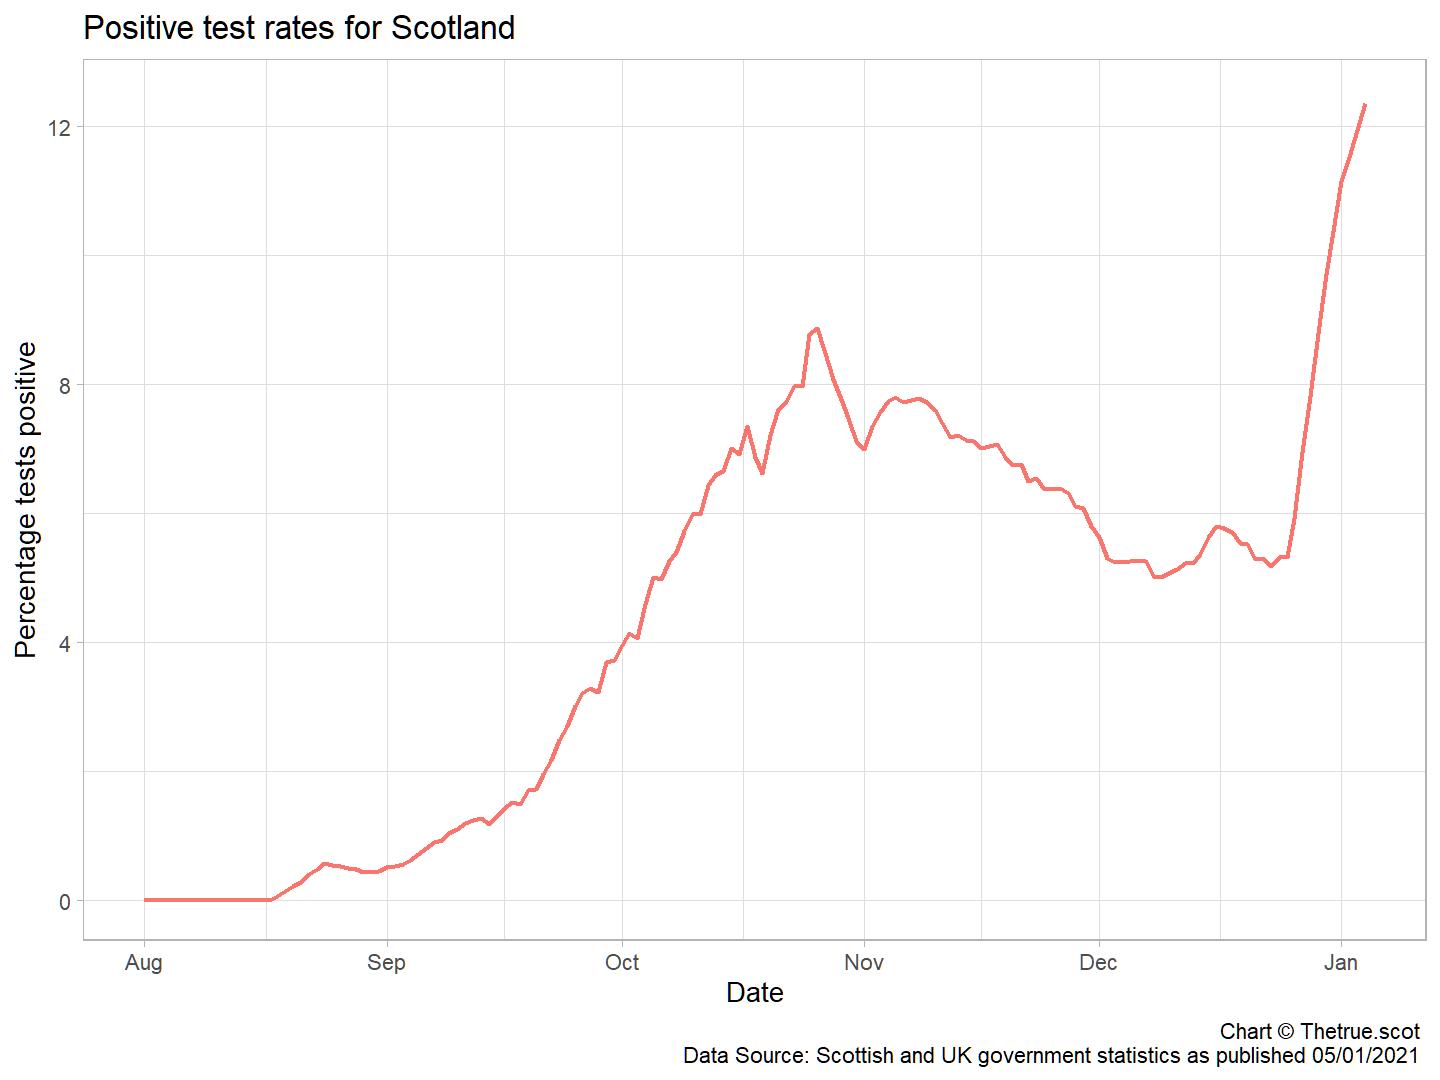 Positive test rates for Scotland
Percentage tests positive
12
8
4
0
Aug Sep Oct Nov Dec Jan
Date
Chart © Thetrue.scot
Data Source: Scottish and UK government statistics as published 05/01/2021